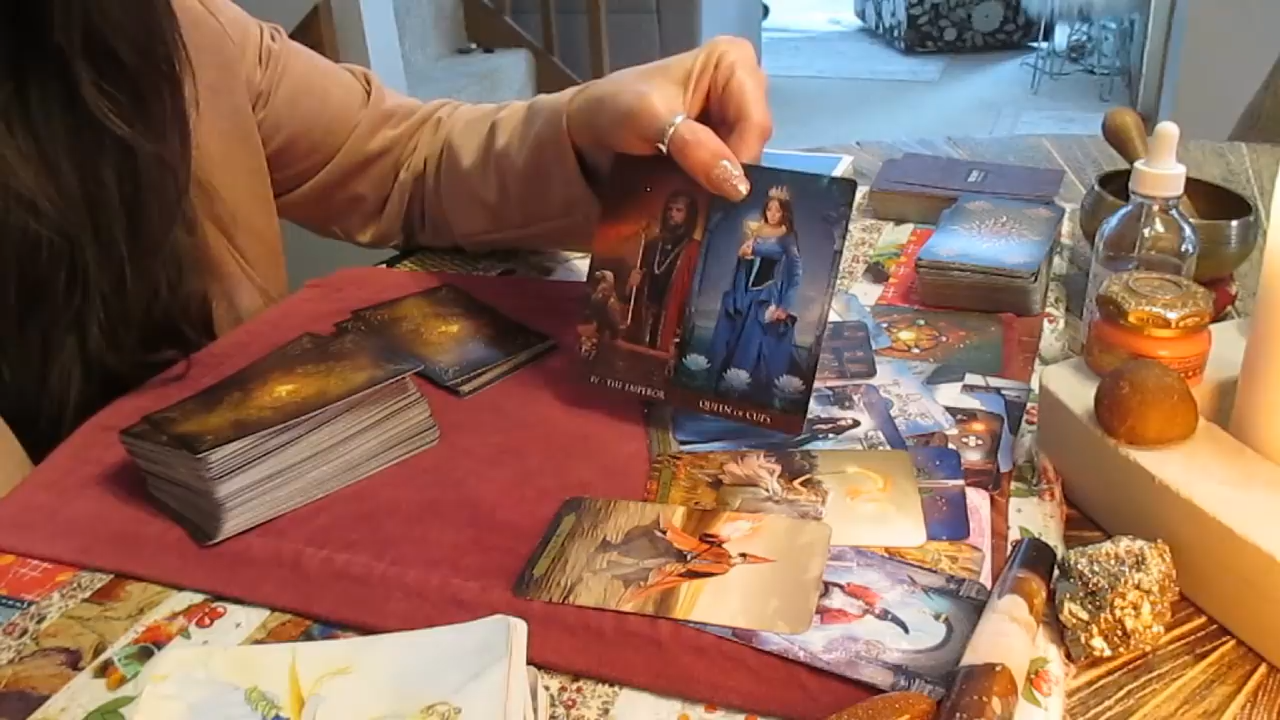 IV - THE EMPEROR
QUEEN OF CUPS